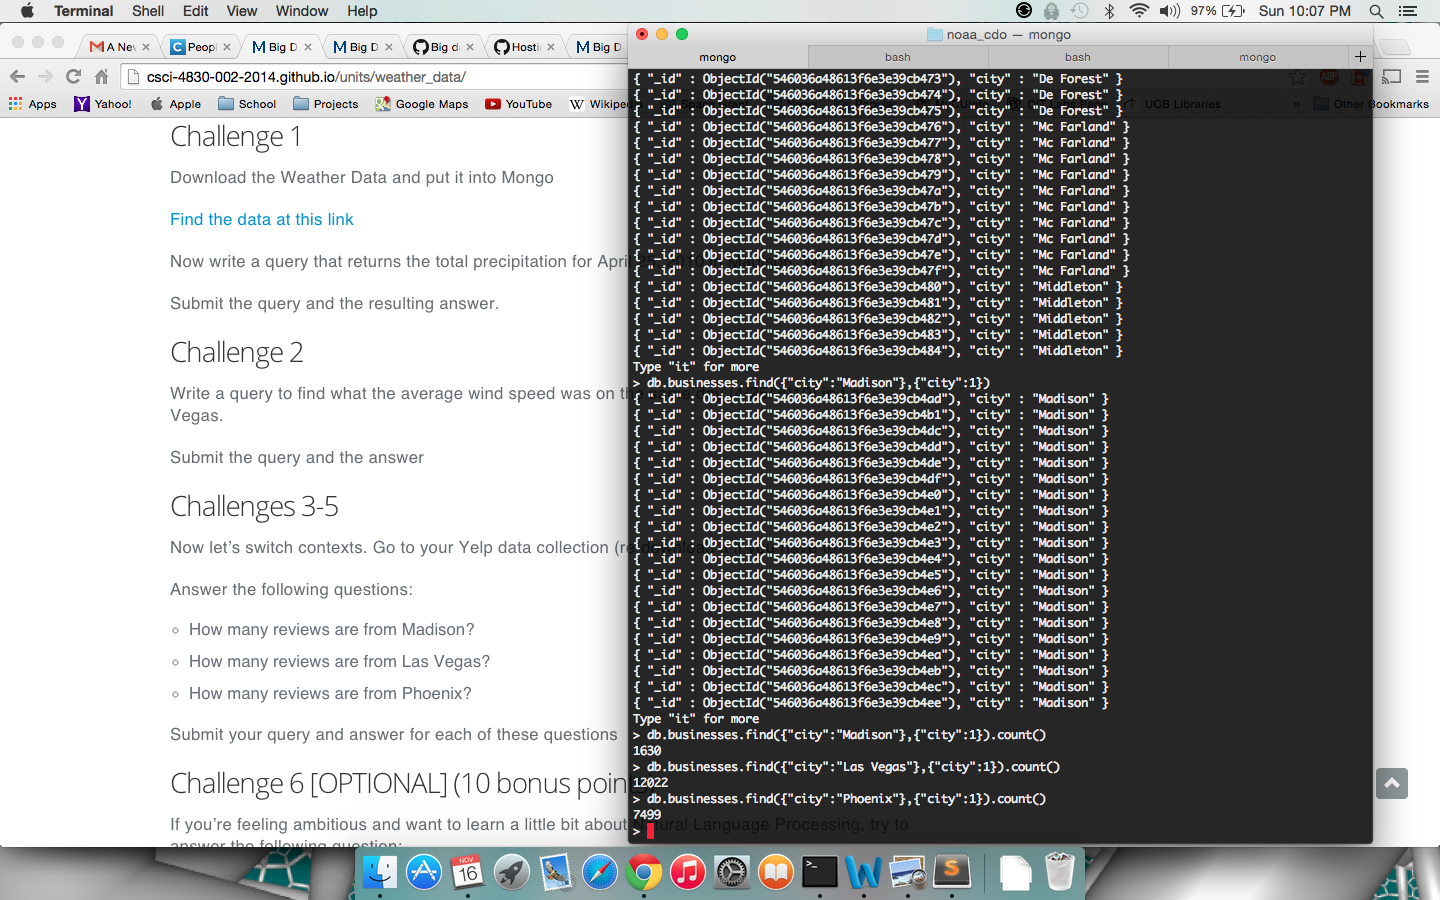 Terminal Shell Edit View Window Help 97% Sun 10:07 PM
A Nev Peopl Big D Big D Big d Hostin Big D
noaa_cdo — mongo
mongo bash bash mongo
csci-4830-002-2014.github.io/units/weather_data/
Apps Yahoo! Apple School Projects Google Maps YouTube Wikipe UCB Libraries » Other Bookmarks
Challenge 1
Download the Weather Data and put it into Mongo
Find the data at this link
Now write a query that returns the total precipitation for April
Submit the query and the resulting answer.
Challenge 2
Write a query to find what the average wind speed was on
Vegas.
Submit the query and the answer
Challenges 3-5
Now let's switch contexts. Go to your Yelp data collection
Answer the following questions:
How many reviews are from Madison?
How many reviews are from Las Vegas?
How many reviews are from Phoenix?
Submit your query and answer for each of these questions
Challenge 6 [OPTIONAL] (10 bonus points)
If you're feeling ambitious and want to learn a little bit about Natural Language Processing, try to
answer the following question:
{ "_id" : ObjectId("546036a48613f6e3e39cb473"), "city" : "De Forest" }
{ "_id" : ObjectId("546036a48613f6e3e39cb474"), "city" : "De Forest" }
{ "_id" : ObjectId("546036a48613f6e3e39cb475"), "city" : "De Forest" }
{ "_id" : ObjectId("546036a48613f6e3e39cb476"), "city" : "Mc Farland" }
{ "_id" : ObjectId("546036a48613f6e3e39cb477"), "city" : "Mc Farland" }
{ "_id" : ObjectId("546036a48613f6e3e39cb478"), "city" : "Mc Farland" }
{ "_id" : ObjectId("546036a48613f6e3e39cb479"), "city" : "Mc Farland" }
{ "_id" : ObjectId("546036a48613f6e3e39cb47a"), "city" : "Mc Farland" }
{ "_id" : ObjectId("546036a48613f6e3e39cb47b"), "city" : "Mc Farland" }
{ "_id" : ObjectId("546036a48613f6e3e39cb47c"), "city" : "Mc Farland" }
{ "_id" : ObjectId("546036a48613f6e3e39cb47d"), "city" : "Mc Farland" }
{ "_id" : ObjectId("546036a48613f6e3e39cb47e"), "city" : "Mc Farland" }
{ "_id" : ObjectId("546036a48613f6e3e39cb47f"), "city" : "Mc Farland" }
{ "_id" : ObjectId("546036a48613f6e3e39cb480"), "city" : "Middleton" }
{ "_id" : ObjectId("546036a48613f6e3e39cb481"), "city" : "Middleton" }
{ "_id" : ObjectId("546036a48613f6e3e39cb482"), "city" : "Middleton" }
{ "_id" : ObjectId("546036a48613f6e3e39cb483"), "city" : "Middleton" }
{ "_id" : ObjectId("546036a48613f6e3e39cb484"), "city" : "Middleton" }
Type "it" for more
> db.businesses.find({"city":"Madison"},{"city":1})
{ "_id" : ObjectId("546036a48613f6e3e39cb4ad"), "city" : "Madison" }
{ "_id" : ObjectId("546036a48613f6e3e39cb4b1"), "city" : "Madison" }
{ "_id" : ObjectId("546036a48613f6e3e39cb4dc"), "city" : "Madison" }
{ "_id" : ObjectId("546036a48613f6e3e39cb4dd"), "city" : "Madison" }
{ "_id" : ObjectId("546036a48613f6e3e39cb4de"), "city" : "Madison" }
{ "_id" : ObjectId("546036a48613f6e3e39cb4df"), "city" : "Madison" }
{ "_id" : ObjectId("546036a48613f6e3e39cb4e0"), "city" : "Madison" }
{ "_id" : ObjectId("546036a48613f6e3e39cb4e1"), "city" : "Madison" }
{ "_id" : ObjectId("546036a48613f6e3e39cb4e2"), "city" : "Madison" }
{ "_id" : ObjectId("546036a48613f6e3e39cb4e3"), "city" : "Madison" }
{ "_id" : ObjectId("546036a48613f6e3e39cb4e4"), "city" : "Madison" }
{ "_id" : ObjectId("546036a48613f6e3e39cb4e5"), "city" : "Madison" }
{ "_id" : ObjectId("546036a48613f6e3e39cb4e6"), "city" : "Madison" }
{ "_id" : ObjectId("546036a48613f6e3e39cb4e7"), "city" : "Madison" }
{ "_id" : ObjectId("546036a48613f6e3e39cb4e8"), "city" : "Madison" }
{ "_id" : ObjectId("546036a48613f6e3e39cb4e9"), "city" : "Madison" }
{ "_id" : ObjectId("546036a48613f6e3e39cb4ea"), "city" : "Madison" }
{ "_id" : ObjectId("546036a48613f6e3e39cb4eb"), "city" : "Madison" }
{ "_id" : ObjectId("546036a48613f6e3e39cb4ec"), "city" : "Madison" }
{ "_id" : ObjectId("546036a48613f6e3e39cb4ee"), "city" : "Madison" }
Type "it" for more
> db.businesses.find({"city":"Madison"},{"city":1}).count()
1630
> db.businesses.find({"city":"Las Vegas"},{"city":1}).count()
12022
> db.businesses.find({"city":"Phoenix"},{"city":1}).count()
7499
>
NOV
16